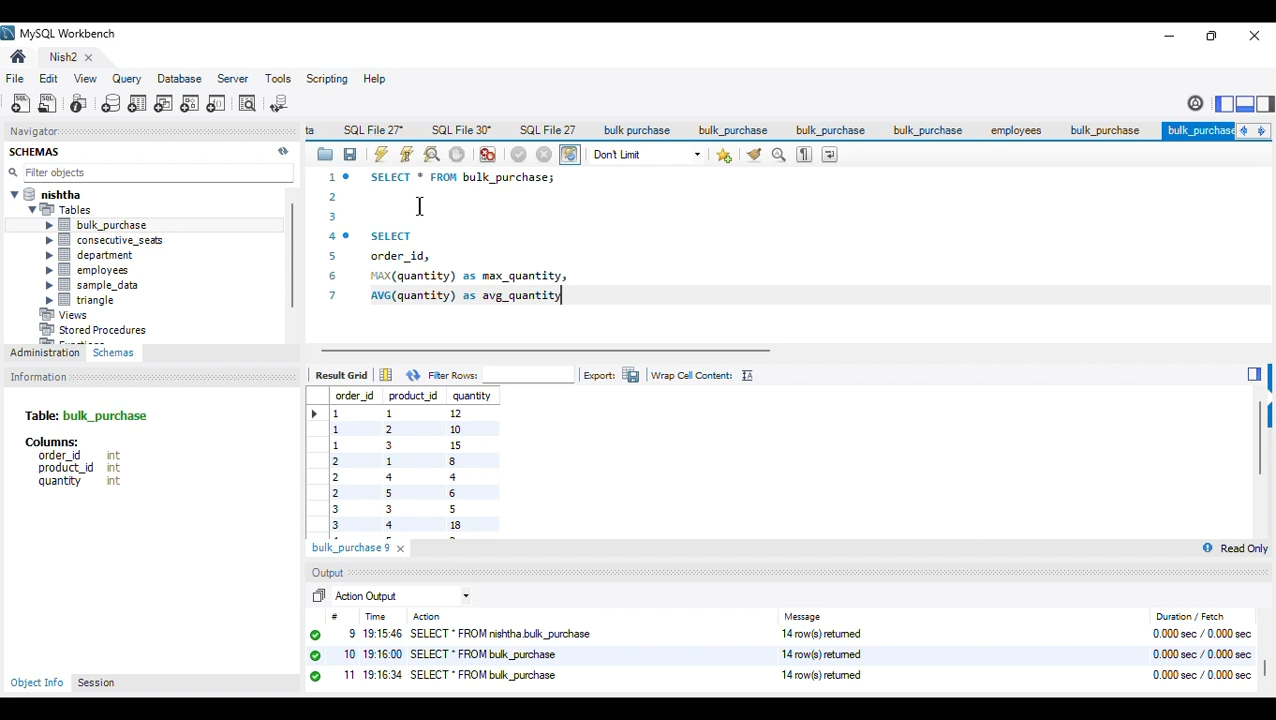 MySQL Workbench
Nish2
File Edit View Query Database Server Tools Scripting Help
Navigator
SCHEMAS
Filter objects
nishtha
Tables
bulk_purchase
consecutive_seats
department
employees
sample_data
triangle
Views
Stored Procedures
Administration Schemas
Information
Table: bulk_purchase
Columns:
order_id int
product_id int
quantity int
Object Info Session
ta SQL File 27* SQL File 30* SQL File 27 bulk purchase bulk_purchase bulk_purchase bulk_purchase employees bulk_purchase bulk_purchase
Don't Limit
1 SELECT * FROM bulk_purchase;
2
3
4 SELECT
5 order_id,
6 MAX(quantity) as max_quantity,
7 AVG(quantity) as avg_quantity
Result Grid Filter Rows: Export: Wrap Cell Content:
order_id product_id quantity
1 1 12
1 2 10
1 3 15
2 1 8
2 4 4
2 5 6
3 3 5
3 4 18
bulk_purchase 9 Read Only
Output
Action Output
# Time Action Message Duration / Fetch
9 19:15:46 SELECT * FROM nishtha.bulk_purchase 14 row(s) returned 0.000 sec / 0.000 sec
10 19:16:00 SELECT * FROM bulk_purchase 14 row(s) returned 0.000 sec / 0.000 sec
11 19:16:34 SELECT * FROM bulk_purchase 14 row(s) returned 0.000 sec / 0.000 sec